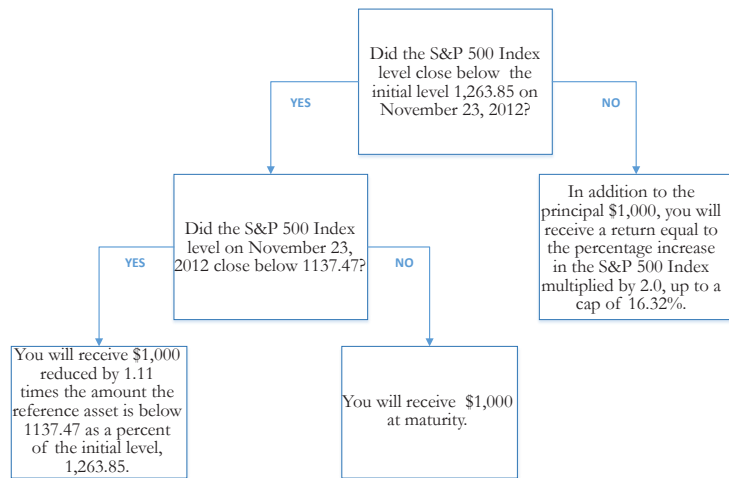 Did the S&P 500 Index
level close below the
initial level 1,263.85 on
November 23, 2012?
YES
NO
Did the S&P 500 Index
level on November 23,
2012 close below 1137.47?
In addition to the
principal $1,000, you will
receive a return equal to
the percentage increase
in the S&P 500 Index
multiplied by 2.0, up to a
cap of 16.32%.
YES
NO
You will receive $1,000
reduced by 1.11
times the amount the
reference asset is below
1137.47 as a percent
of the initial level,
1,263.85.
You will receive $1,000
at maturity.